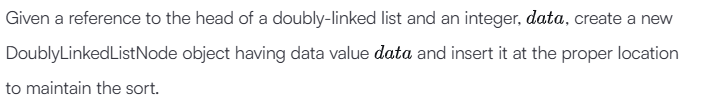 Given a reference to the head of a doubly-linked list and an integer, data, create a new
DoublyLinkedListNode object having data value data and insert it at the proper location
to maintain the sort.